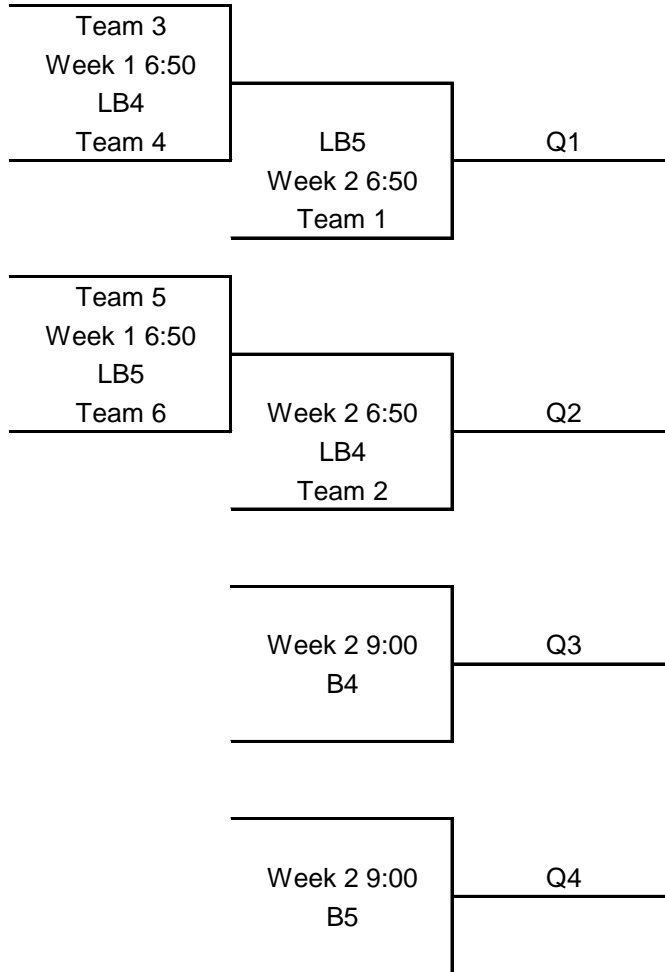 Team 3
Week 1 6:50
LB4
Team 4
LB5
Week 2 6:50
Team 1
Q1
Team 5
Week 1 6:50
LB5
Team 6
Week 2 6:50
LB4
Team 2
Q2
Week 2 9:00
B4
Q3
Week 2 9:00
B5
Q4